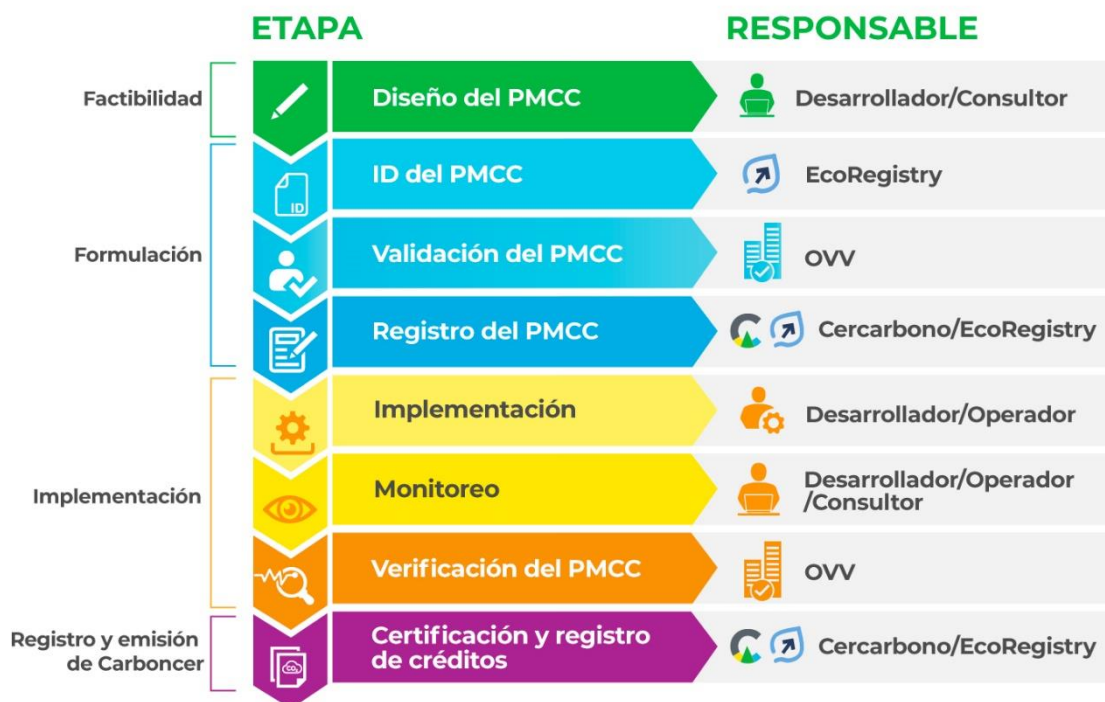 ETAPA
RESPONSABLE
Factibilidad
Diseño del PMCC
Desarrollador/Consultor
Formulación
ID
ID del PMCC
EcoRegistry
Validación del PMCC
OVV
Registro del PMCC
Cercarbono/EcoRegistry
Implementación
Implementación
Desarrollador/Operador
Monitoreo
Desarrollador/Operador
/Consultor
Verificación del PMCC
OVV
Registro y emisión
de Carboncer
CO₂
Certificación y registro
de créditos
Cercarbono/EcoRegistry